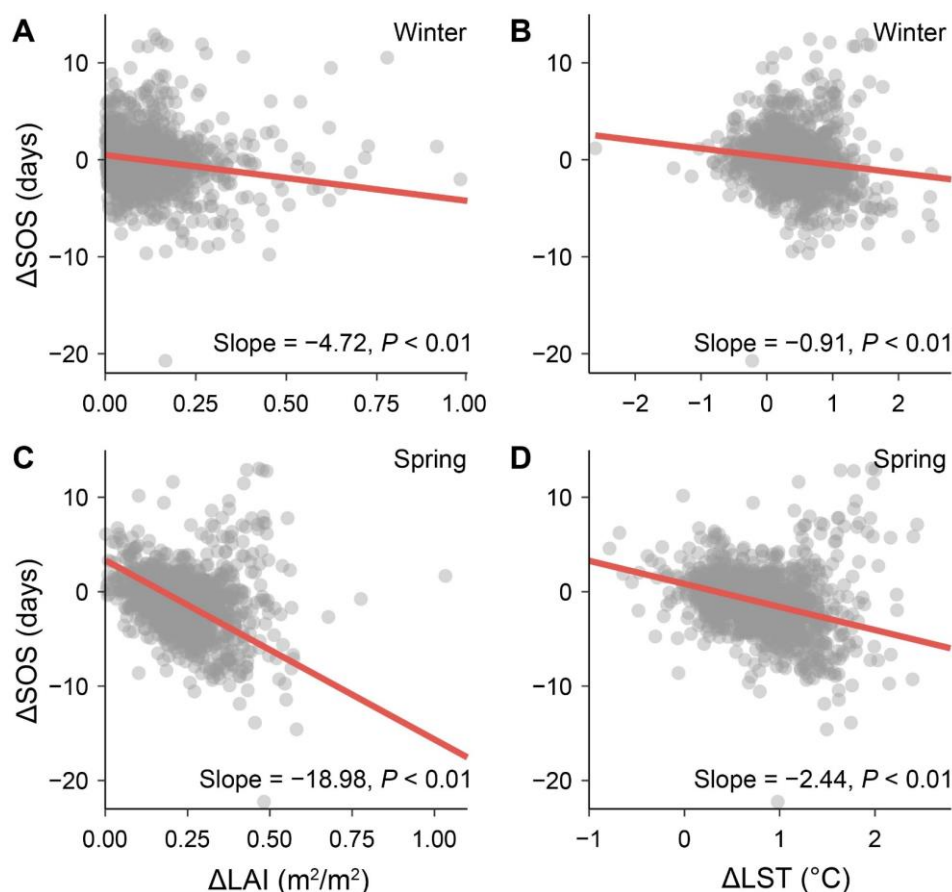 A
Winter
B
Winter
ΔSOS (days)
10
0
−10
−20
Slope = −4.72, P < 0.01
0.00 0.25 0.50 0.75 1.00
10
0
−10
−20
Slope = −0.91, P < 0.01
−2 −1 0 1 2
C
Spring
D
Spring
ΔSOS (days)
10
0
−10
−20
Slope = −18.98, P < 0.01
0.00 0.25 0.50 0.75 1.00
ΔLAI (m²/m²)
10
0
−10
−20
Slope = −2.44, P < 0.01
−1 0 1 2
ΔLST (°C)